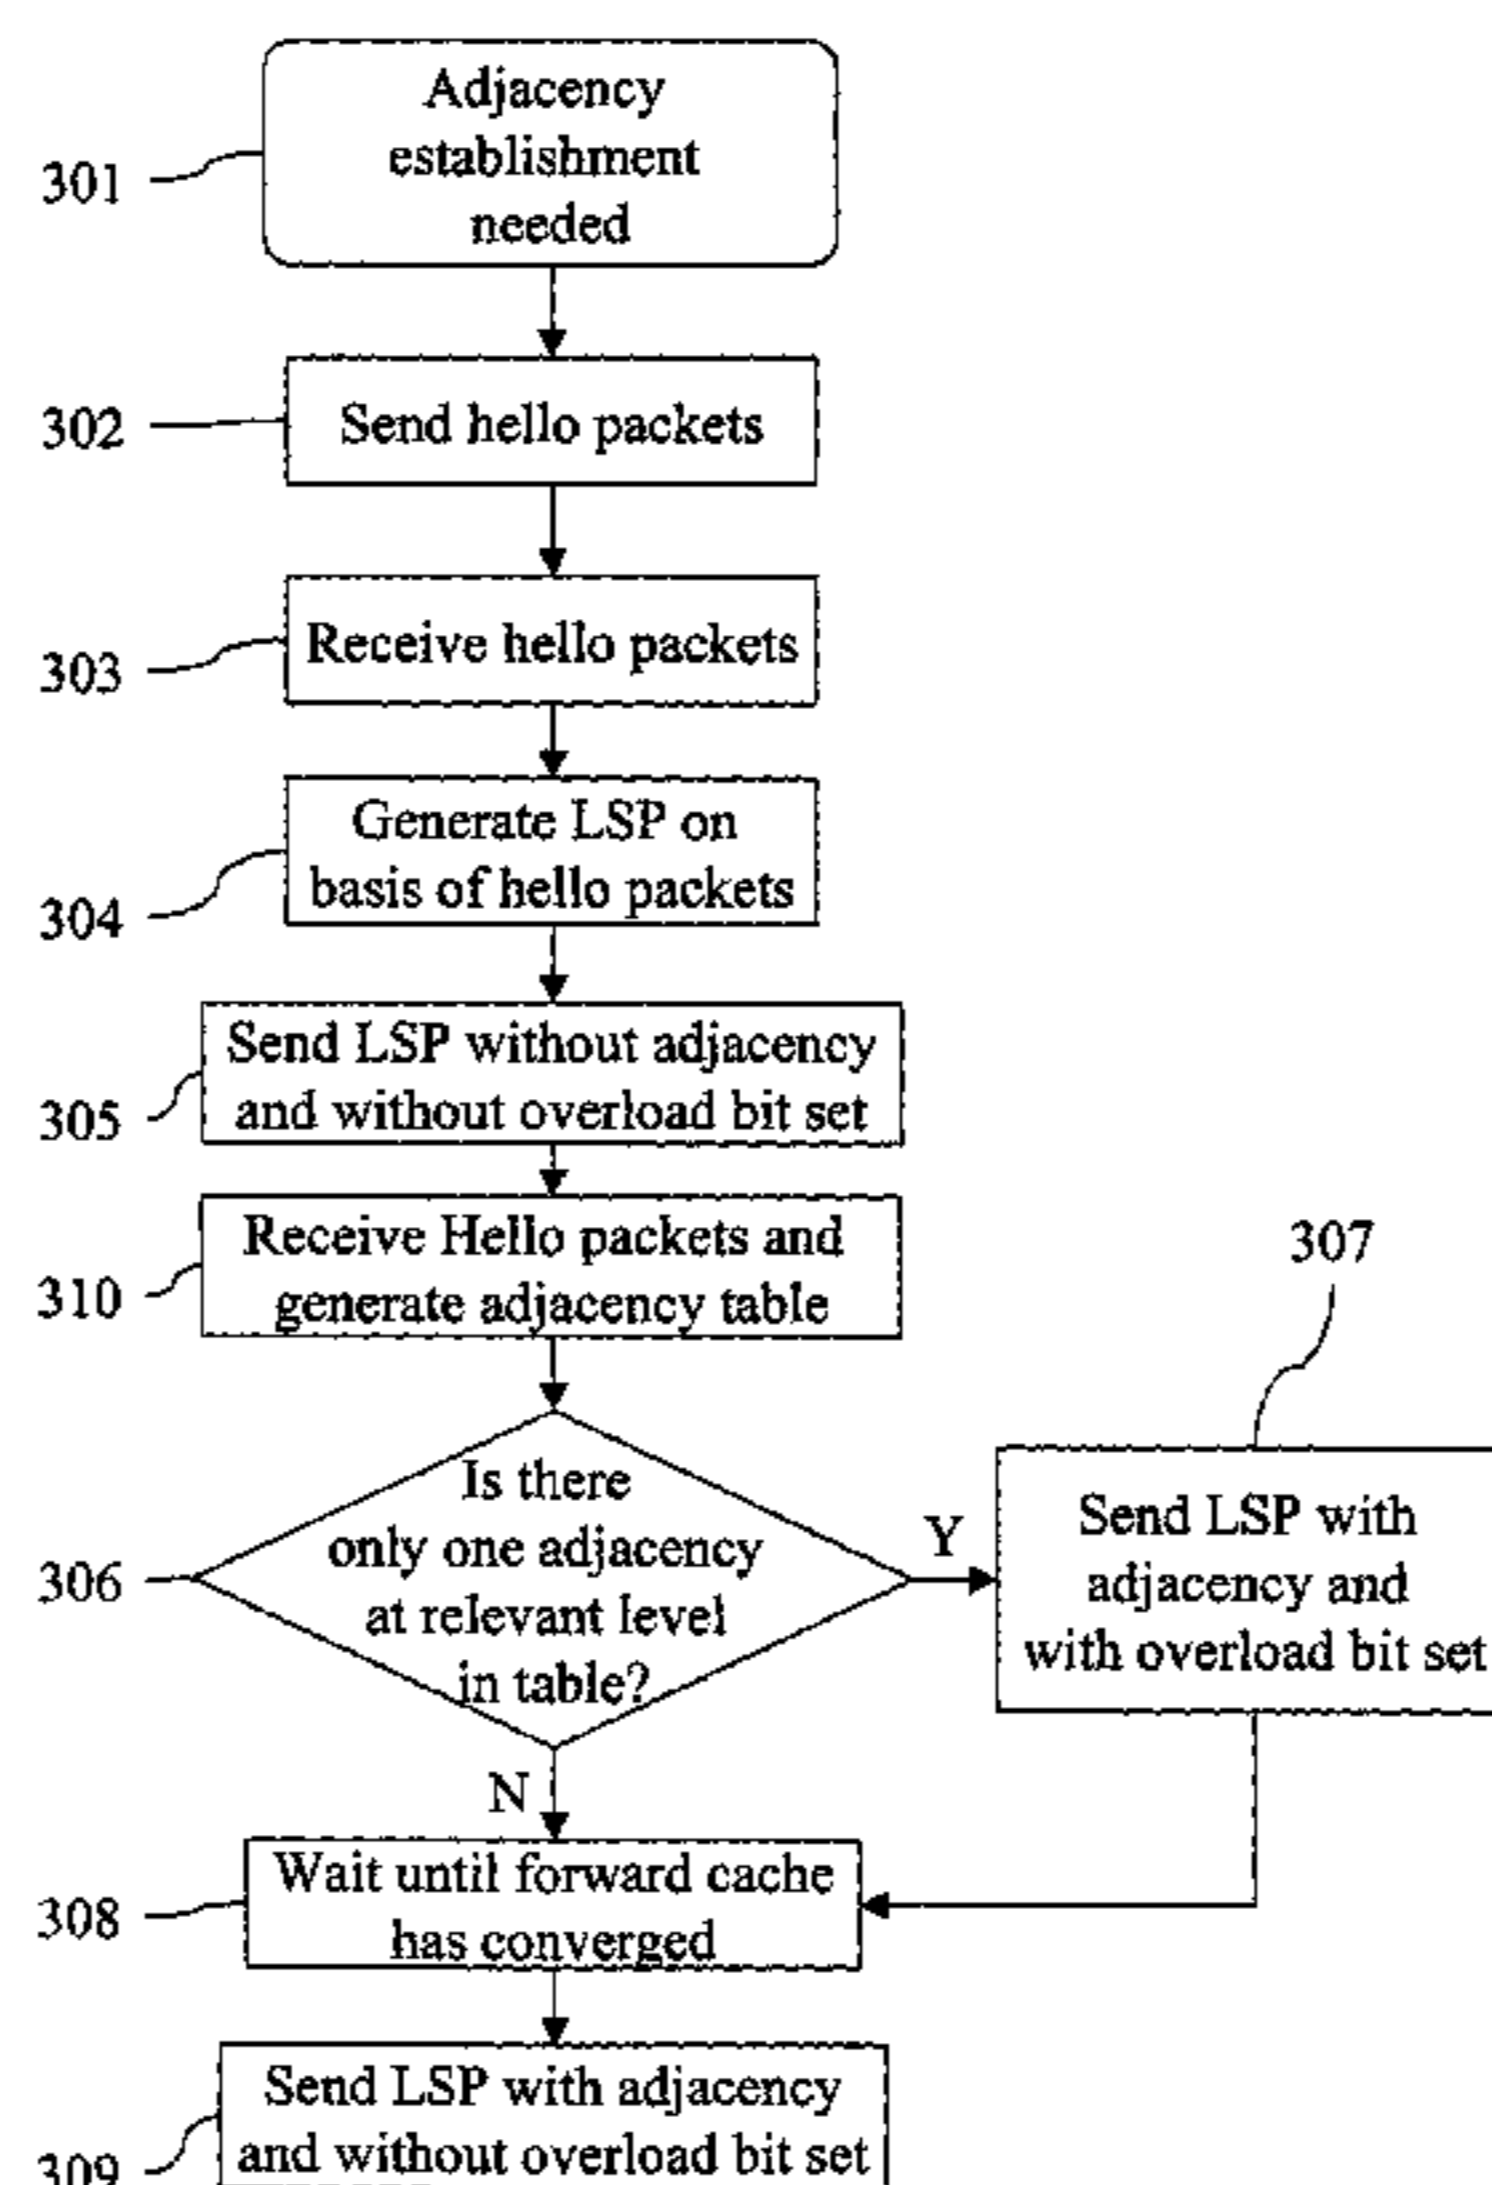 Adjacency
establishment
needed
301
Send hello packets
302
Receive hello packets
303
Generate LSP on
basis of hello packets
304
Send LSP without adjacency
and without overload bit set
305
Receive Hello packets and
generate adjacency table
310
307
Is there
only one adjacency
at relevant level
in table?
306
Y
Send LSP with
adjacency and
with overload bit set
N
Wait until forward cache
has converged
308
Send LSP with adjacency
and without overload bit set
309